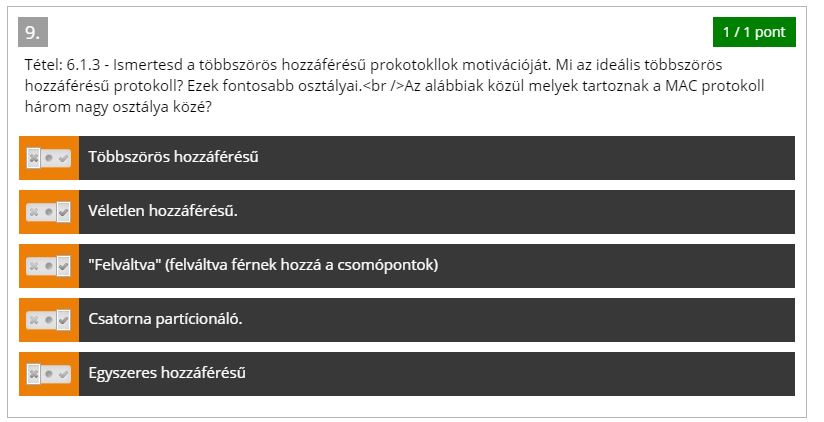 9.
1 / 1 pont
Tétel: 6.1.3 - Ismertesd a többszörös hozzáférésű prokotokllok motivációját. Mi az ideális többszörös
hozzáférésű protokoll? Ezek fontosabb osztályai.<br />Az alábbiak közül melyek tartoznak a MAC protokoll
három nagy osztálya közé?
Többszörös hozzáférésű
Véletlen hozzáférésű.
"Felváltva" (felváltva férnek hozzá a csomópontok)
Csatorna partícionáló.
Egyszeres hozzáférésű